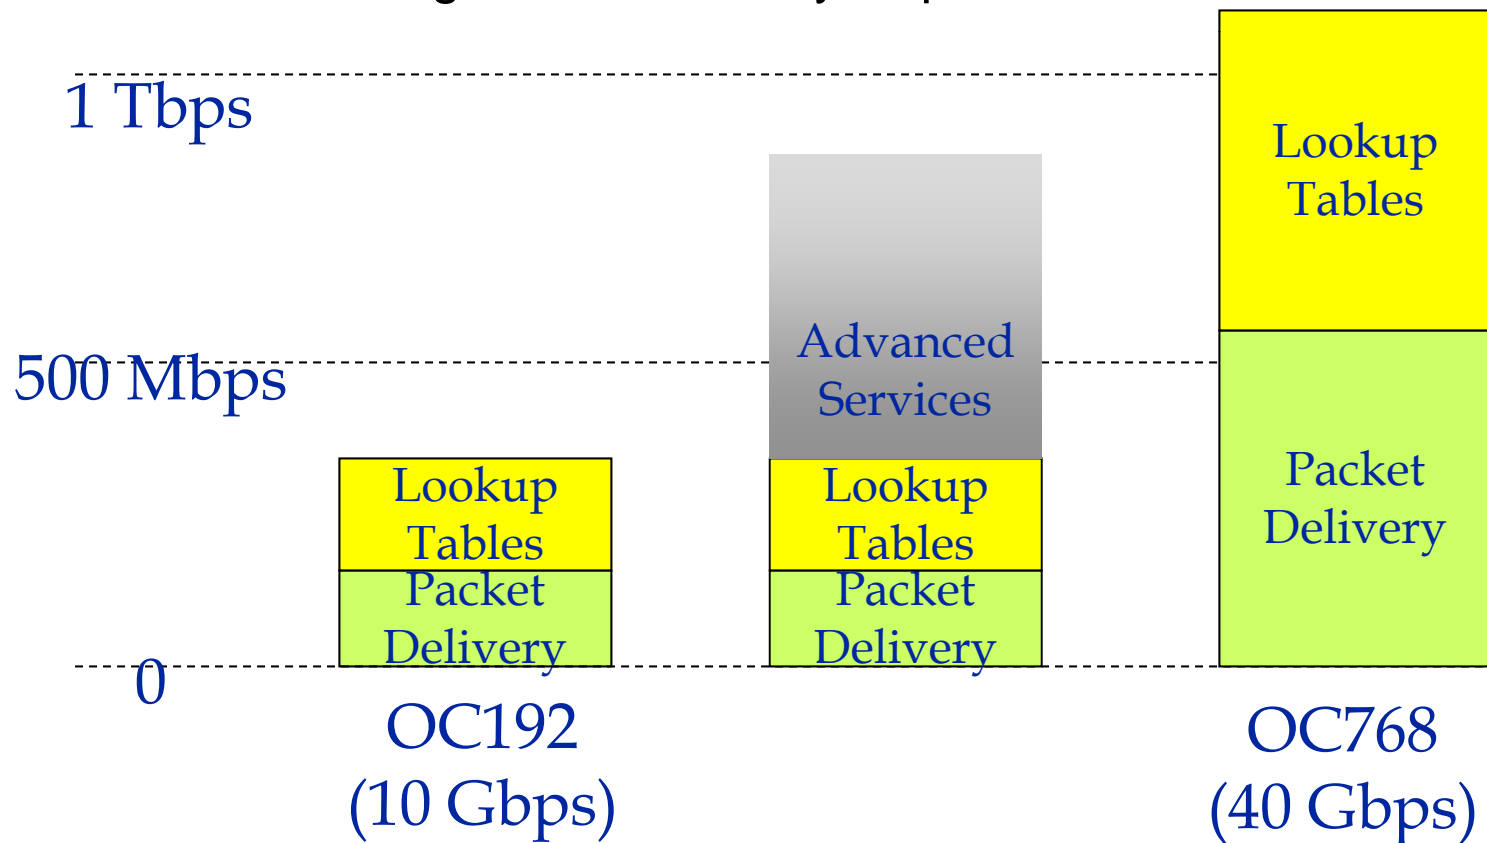 1 Tbps
500 Mbps
0
Lookup
Tables
Packet
Delivery
OC192
(10 Gbps)
Advanced
Services
Lookup
Tables
Packet
Delivery
Lookup
Tables
Packet
Delivery
OC768
(40 Gbps)